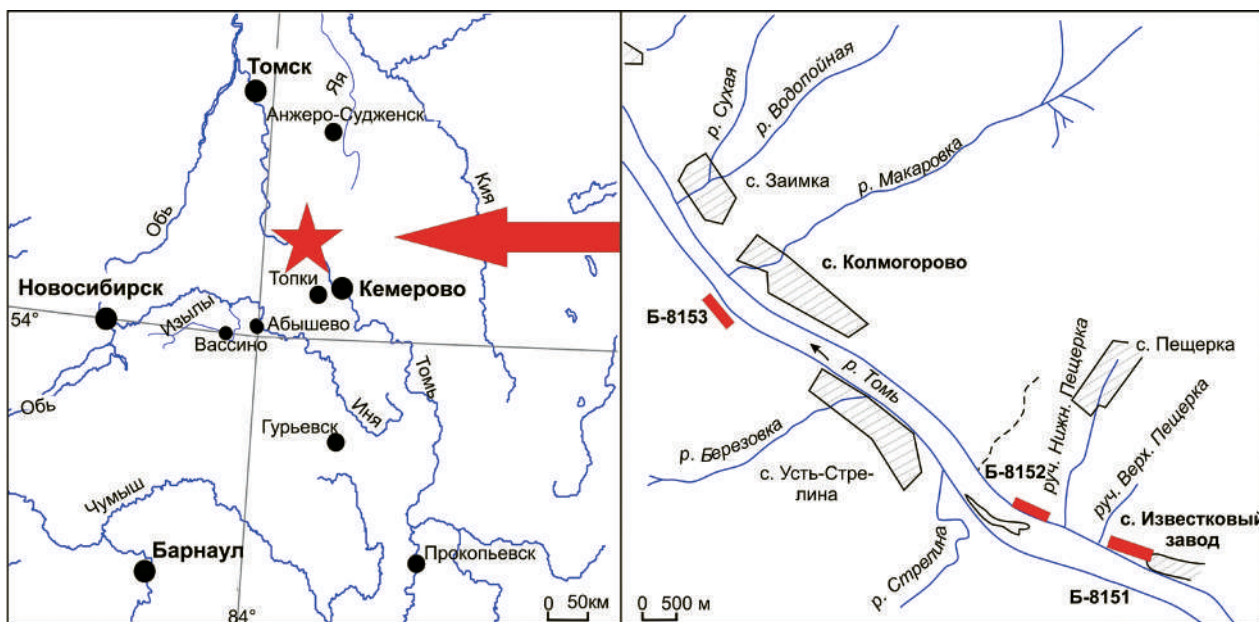 Томск
Яя
Анжеро-Судженск
Кия
Обь
Топки
Кемерово
Новосибирск
Изылы
54°
Абышево
Вассино
Томь
Обь
Иня
Гурьевск
Чумыш
Барнаул
Прокопьевск
84°
0 50км
р. Сухая
р. Водопойная
с. Заимка
р. Макаровка
с. Колмогорово
Б-8153
р. Томь
с. Пещерка
руч. Нижн. Пещерка
руч. Верх. Пещерка
р. Березовка
с. Усть-Стре-
лина
Б-8152
с. Известковый
завод
р. Стрелина
Б-8151
0 500 м